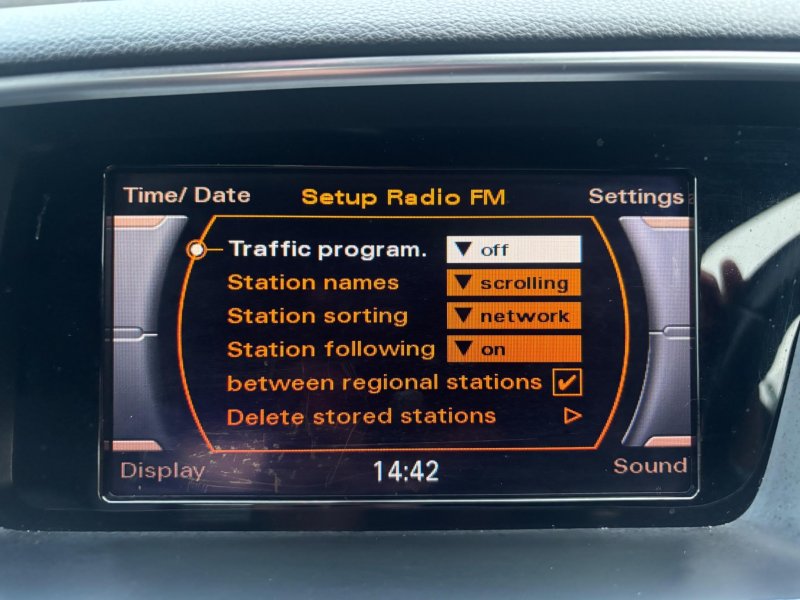 Time/ Date Setup Radio FM Settings
Traffic program. ▼ off
Station names ▼ scrolling
Station sorting ▼ network
Station following ▼ on
between regional stations ✔
Delete stored stations ▷
Display 14:42 Sound